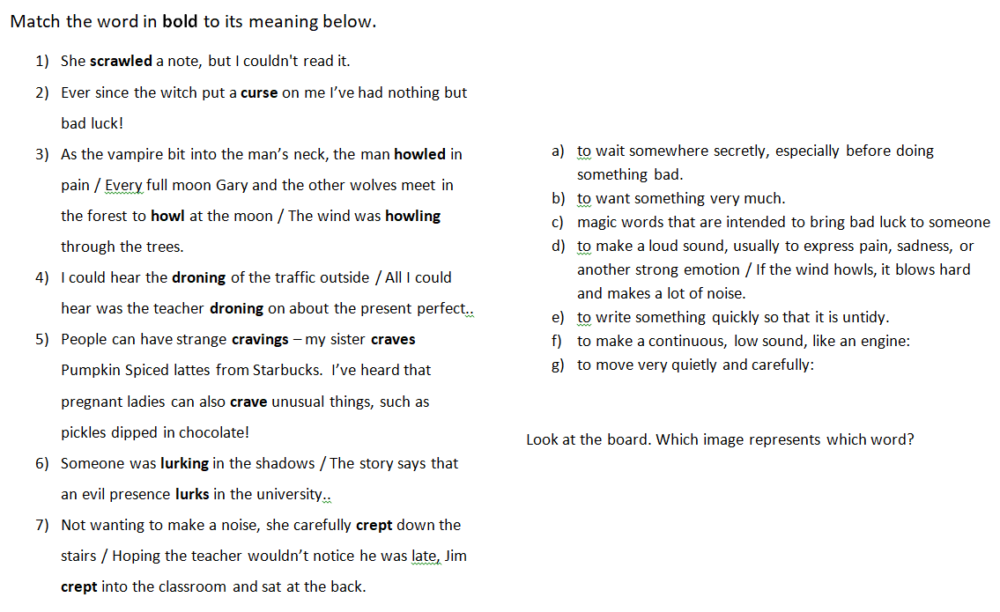 Match the word in bold to its meaning below.
1) She scrawled a note, but I couldn't read it.
2) Ever since the witch put a curse on me I’ve had nothing but
bad luck!
3) As the vampire bit into the man’s neck, the man howled in
pain / Every full moon Gary and the other wolves meet in
the forest to howl at the moon / The wind was howling
through the trees.
4) I could hear the droning of the traffic outside / All I could
hear was the teacher droning on about the present perfect..
5) People can have strange cravings – my sister craves
Pumpkin Spiced lattes from Starbucks. I’ve heard that
pregnant ladies can also crave unusual things, such as
pickles dipped in chocolate!
6) Someone was lurking in the shadows / The story says that
an evil presence lurks in the university..
7) Not wanting to make a noise, she carefully crept down the
stairs / Hoping the teacher wouldn’t notice he was late, Jim
crept into the classroom and sat at the back.
a) to wait somewhere secretly, especially before doing
something bad.
b) to want something very much.
c) magic words that are intended to bring bad luck to someone
d) to make a loud sound, usually to express pain, sadness, or
another strong emotion / If the wind howls, it blows hard
and makes a lot of noise.
e) to write something quickly so that it is untidy.
f) to make a continuous, low sound, like an engine:
g) to move very quietly and carefully:
Look at the board. Which image represents which word?